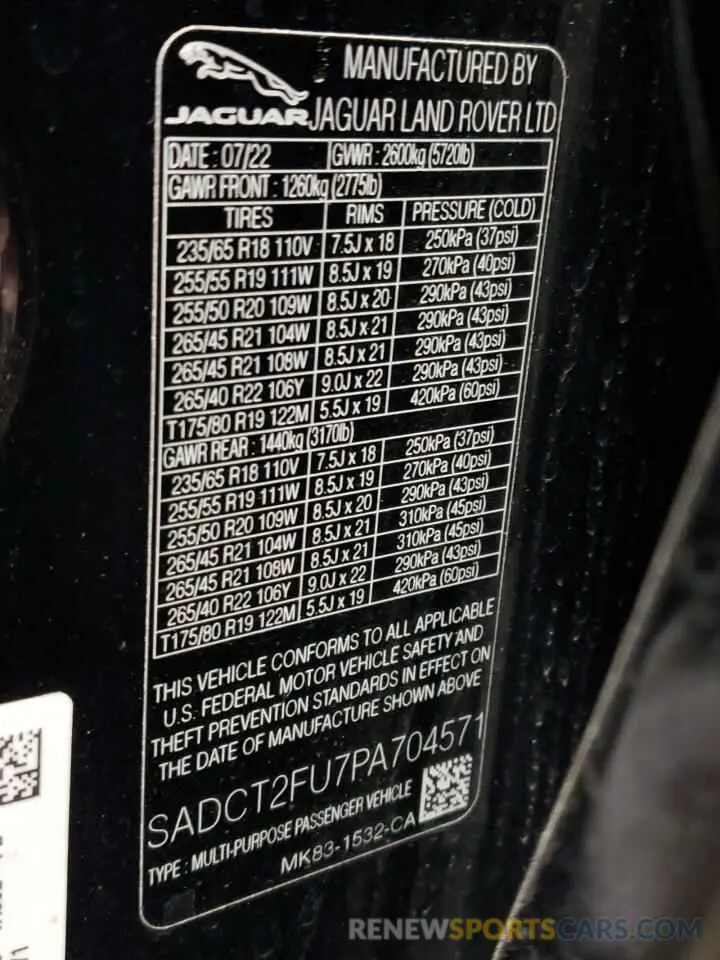 JAGUAR
MANUFACTURED BY
JAGUAR LAND ROVER LTD
DATE : 07/22 GVWR : 2600kg (5720lb)
GAWR FRONT : 1260kg (2775lb)
TIRES RIMS PRESSURE (COLD)
235/65 R18 110V 7.5J x 18 250kPa (37psi)
255/55 R19 111W 8.5J x 19 270kPa (40psi)
255/50 R20 109W 8.5J x 20 290kPa (43psi)
265/45 R21 104W 8.5J x 21 290kPa (43psi)
265/45 R21 108W 8.5J x 21 290kPa (43psi)
265/40 R22 106Y 9.0J x 22 290kPa (43psi)
T175/80 R19 122M 5.5J x 19 420kPa (60psi)
GAWR REAR : 1440kg (3170lb)
235/65 R18 110V 7.5J x 18 250kPa (37psi)
255/55 R19 111W 8.5J x 19 270kPa (40psi)
255/50 R20 109W 8.5J x 20 290kPa (43psi)
265/45 R21 104W 8.5J x 21 310kPa (45psi)
265/45 R21 108W 8.5J x 21 310kPa (45psi)
265/40 R22 106Y 9.0J x 22 290kPa (43psi)
T175/80 R19 122M 5.5J x 19 420kPa (60psi)
THIS VEHICLE CONFORMS TO ALL APPLICABLE
U.S. FEDERAL MOTOR VEHICLE SAFETY AND
THEFT PREVENTION STANDARDS IN EFFECT ON
THE DATE OF MANUFACTURE SHOWN ABOVE
SADCT2FU7PA704571
TYPE : MULTI-PURPOSE PASSENGER VEHICLE
MK83-1532-CA
RENEWSPORTSCARS.COM